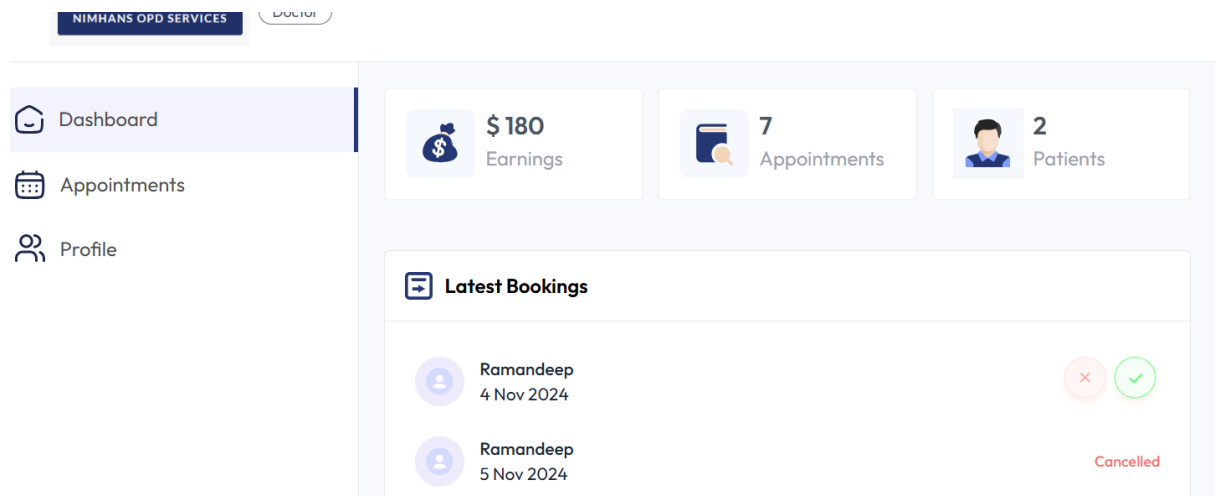 NIMHANS OPD SERVICES
Doctor
Dashboard
Appointments
Profile
$ 180
Earnings
7
Appointments
2
Patients
Latest Bookings
Ramandeep
4 Nov 2024
Ramandeep
5 Nov 2024
Cancelled